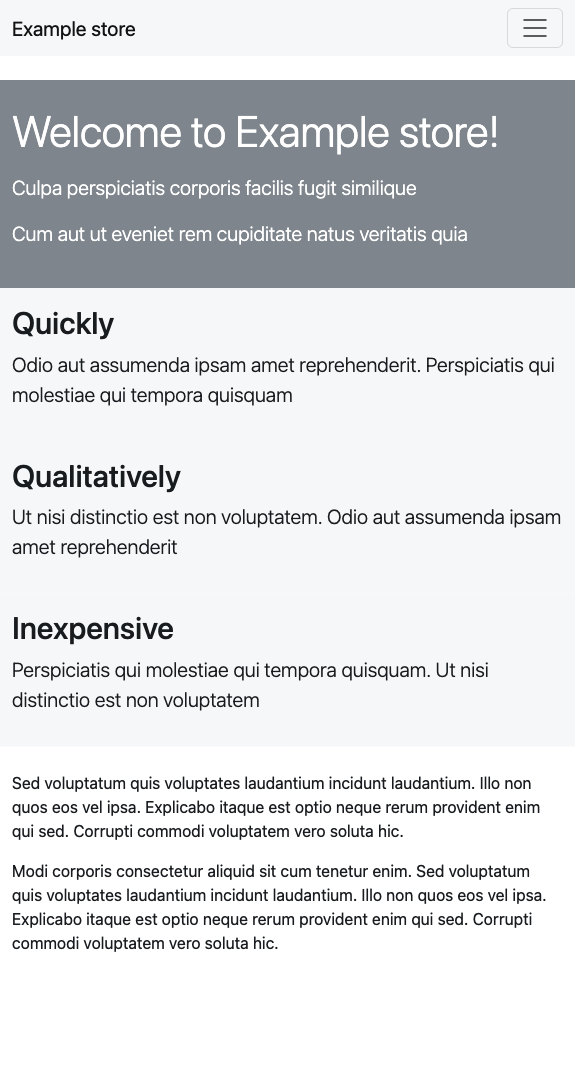 Example store
Welcome to Example store!
Culpa perspiciatis corporis facilis fugit similique
Cum aut ut eveniet rem cupiditate natus veritatis quia
Quickly
Odio aut assumenda ipsam amet reprehenderit. Perspiciatis qui
molestiae qui tempora quisquam
Qualitatively
Ut nisi distinctio est non voluptatem. Odio aut assumenda ipsam
amet reprehenderit
Inexpensive
Perspiciatis qui molestiae qui tempora quisquam. Ut nisi
distinctio est non voluptatem
Sed voluptatum quis voluptates laudantium incidunt laudantium. Illo non
quos eos vel ipsa. Explicabo itaque est optio neque rerum provident enim
qui sed. Corrupti commodi voluptatem vero soluta hic.
Modi corporis consectetur aliquid sit cum tenetur enim. Sed voluptatum
quis voluptates laudantium incidunt laudantium. Illo non quos eos vel ipsa.
Explicabo itaque est optio neque rerum provident enim qui sed. Corrupti
commodi voluptatem vero soluta hic.